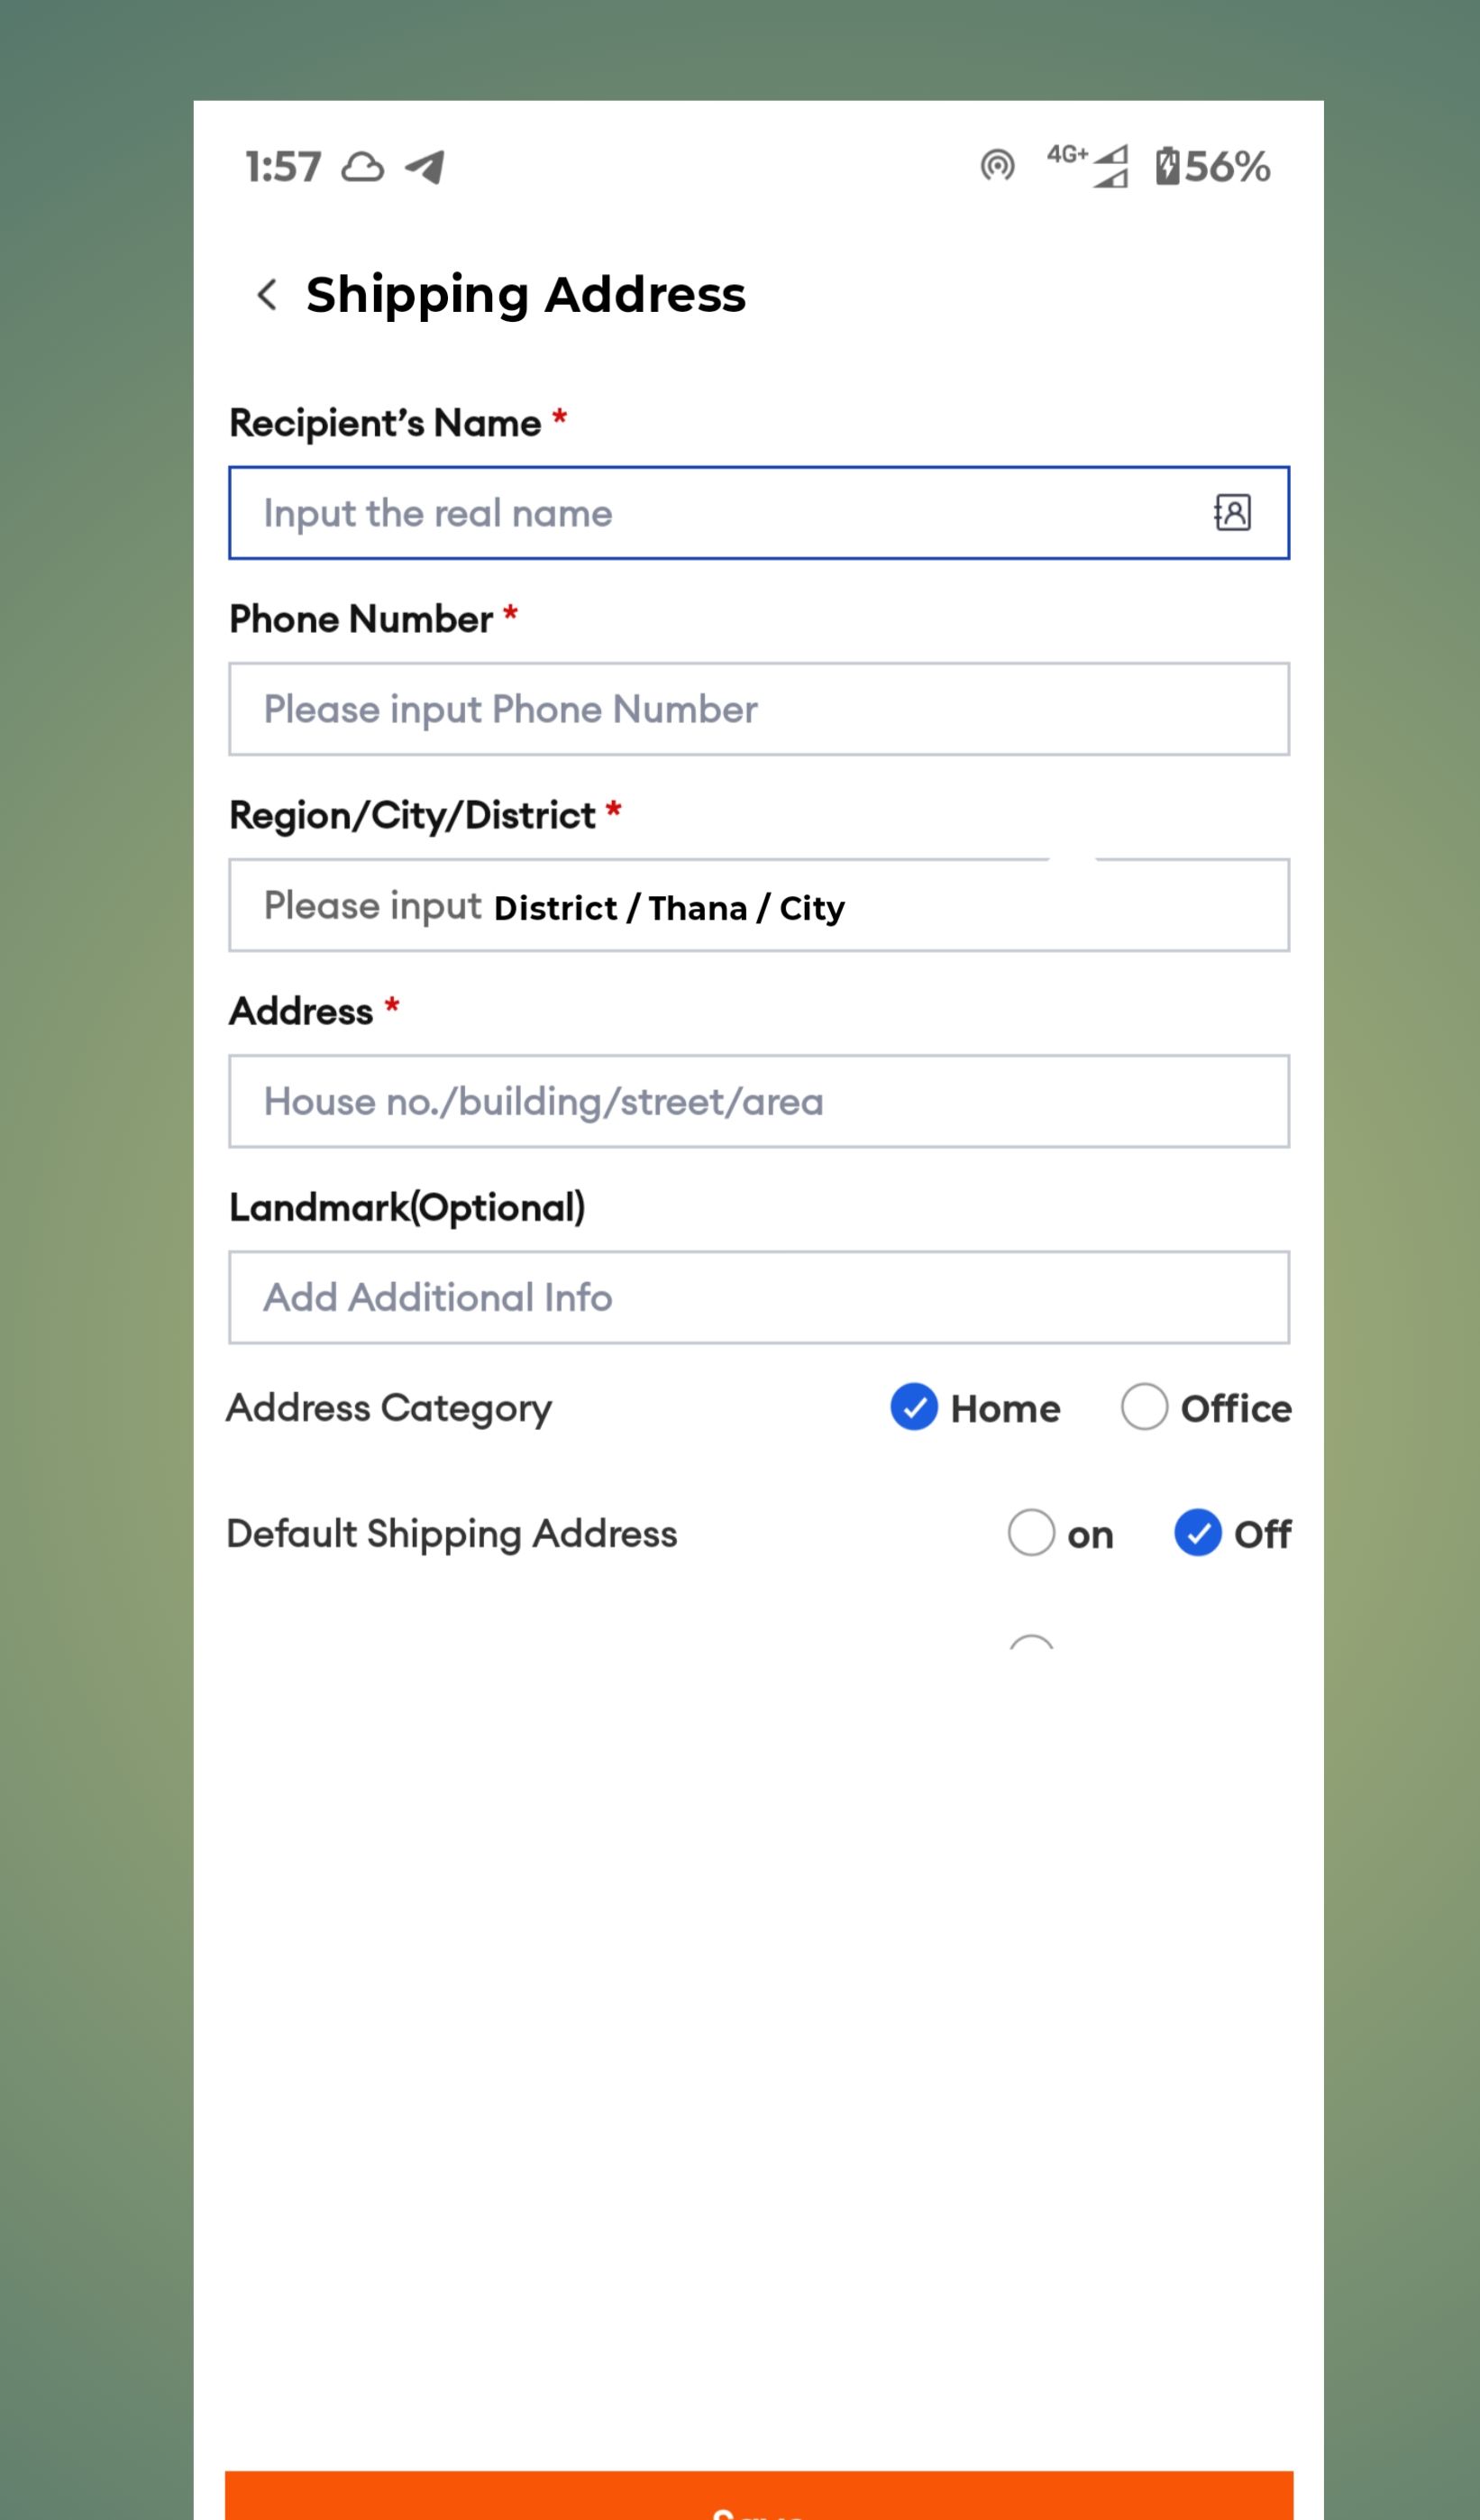 1:57 4G+ 56%
Shipping Address
Recipient's Name *
Input the real name
Phone Number *
Please input Phone Number
Region/City/District *
Please input District / Thana / City
Address *
House no./building/street/area
Landmark(Optional)
Add Additional Info
Address Category Home Office
Default Shipping Address on Off